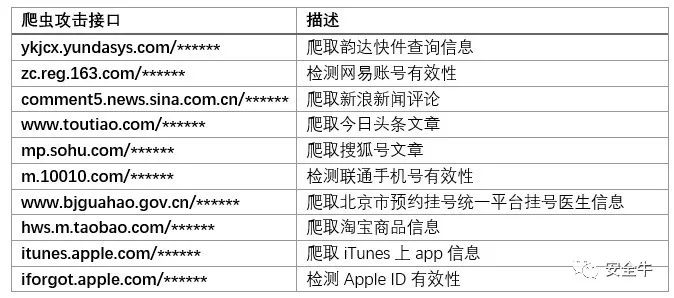 爬虫攻击接口 描述
ykjcx.yundasys.com/****** 爬取韵达快件查询信息
zc.reg.163.com/****** 检测网易账号有效性
comment5.news.sina.com.cn/****** 爬取新浪新闻评论
www.toutiao.com/****** 爬取今日头条文章
mp.sohu.com/****** 爬取搜狐号文章
m.10010.com/****** 检测联通手机号有效性
www.bjguahao.gov.cn/****** 爬取北京市预约挂号统一平台挂号医生信息
hws.m.taobao.com/****** 爬取淘宝商品信息
itunes.apple.com/****** 爬取 iTunes 上 app 信息
iforgot.apple.com/****** 检测 Apple ID 有效性
安全牛